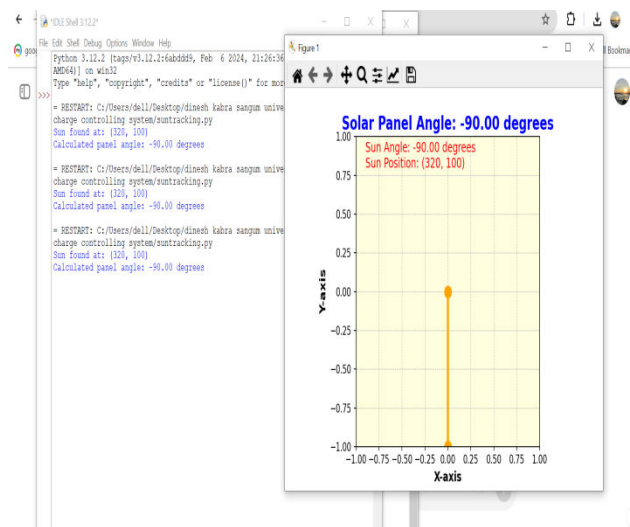 *IDLE Shell 3.12.2*
File Edit Shell Debug Options Window Help
Python 3.12.2 (tags/v3.12.2:6abddd9, Feb 6 2024, 21:26:36
AMD64)] on win32
Type "help", "copyright", "credits" or "license()" for mor
>>>
= RESTART: C:/Users/dell/Desktop/dinesh kabra sangum unive
charge controlling system/suntracking.py
Sun found at: (320, 100)
Calculated panel angle: -90.00 degrees
= RESTART: C:/Users/dell/Desktop/dinesh kabra sangum unive
charge controlling system/suntracking.py
Sun found at: (320, 100)
Calculated panel angle: -90.00 degrees
= RESTART: C:/Users/dell/Desktop/dinesh kabra sangum unive
charge controlling system/suntracking.py
Sun found at: (320, 100)
Calculated panel angle: -90.00 degrees
goo
l Bookmar
Figure 1
Solar Panel Angle: -90.00 degrees
Sun Angle: -90.00 degrees
Sun Position: (320, 100)
1.00
0.75
0.50
0.25
0.00
−0.25
−0.50
−0.75
−1.00
Y-axis
−1.00 −0.75 −0.50 −0.25 0.00 0.25 0.50 0.75 1.00
X-axis